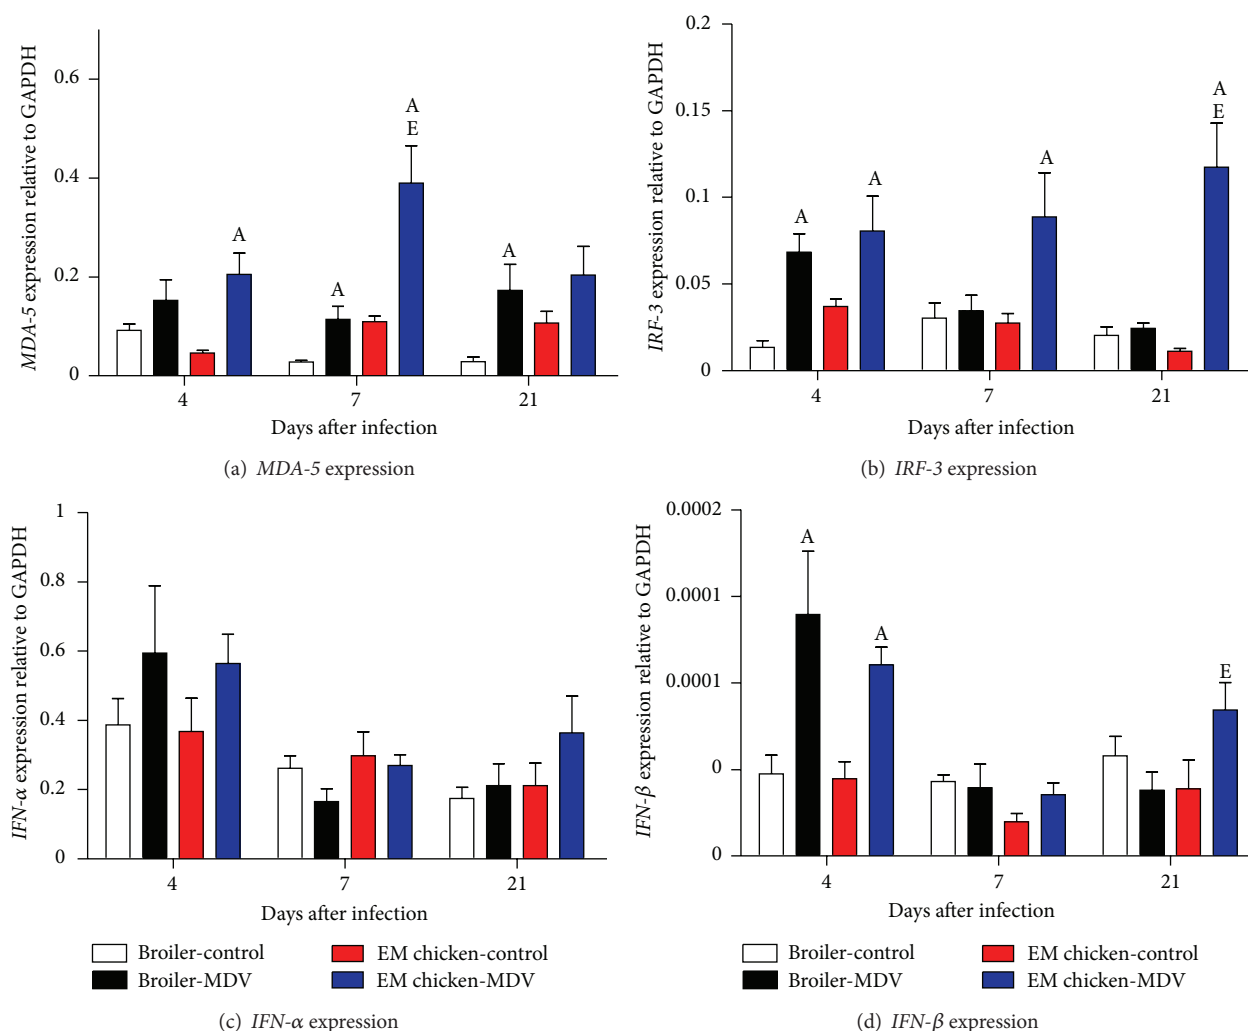 MDA-5 expression relative to GAPDH
0.6
0.4
0.2
0
A
A
E
A
A
4
7
21
Days after infection
(a) MDA-5 expression
IRF-3 expression relative to GAPDH
0.2
0.15
0.1
0.05
0
A
A
A
A
E
4
7
21
Days after infection
(b) IRF-3 expression
IFN-α expression relative to GAPDH
1
0.8
0.6
0.4
0.2
0
4
7
21
Days after infection
Broiler-control
EM chicken-control
Broiler-MDV
EM chicken-MDV
(c) IFN-α expression
IFN-β expression relative to GAPDH
0.0002
0.0001
0.0001
0
0
A
A
E
4
7
21
Days after infection
Broiler-control
EM chicken-control
Broiler-MDV
EM chicken-MDV
(d) IFN-β expression